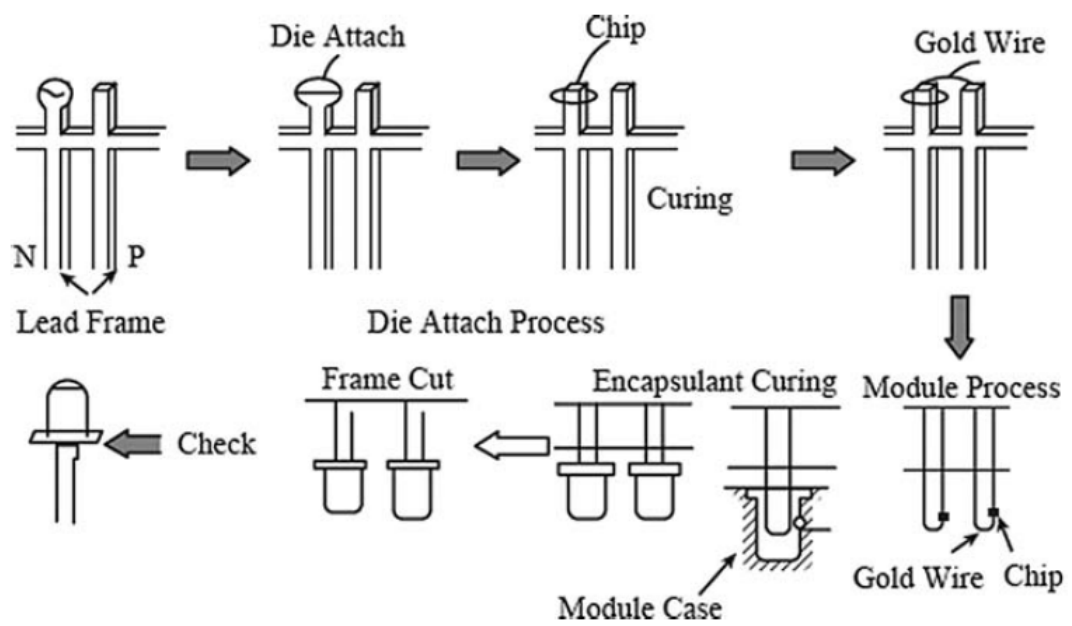 Die Attach
Chip
Gold Wire
Curing
N
P
Lead Frame
Die Attach Process
Frame Cut
Encapsulant Curing
Module Process
Check
Gold Wire
Chip
Module Case